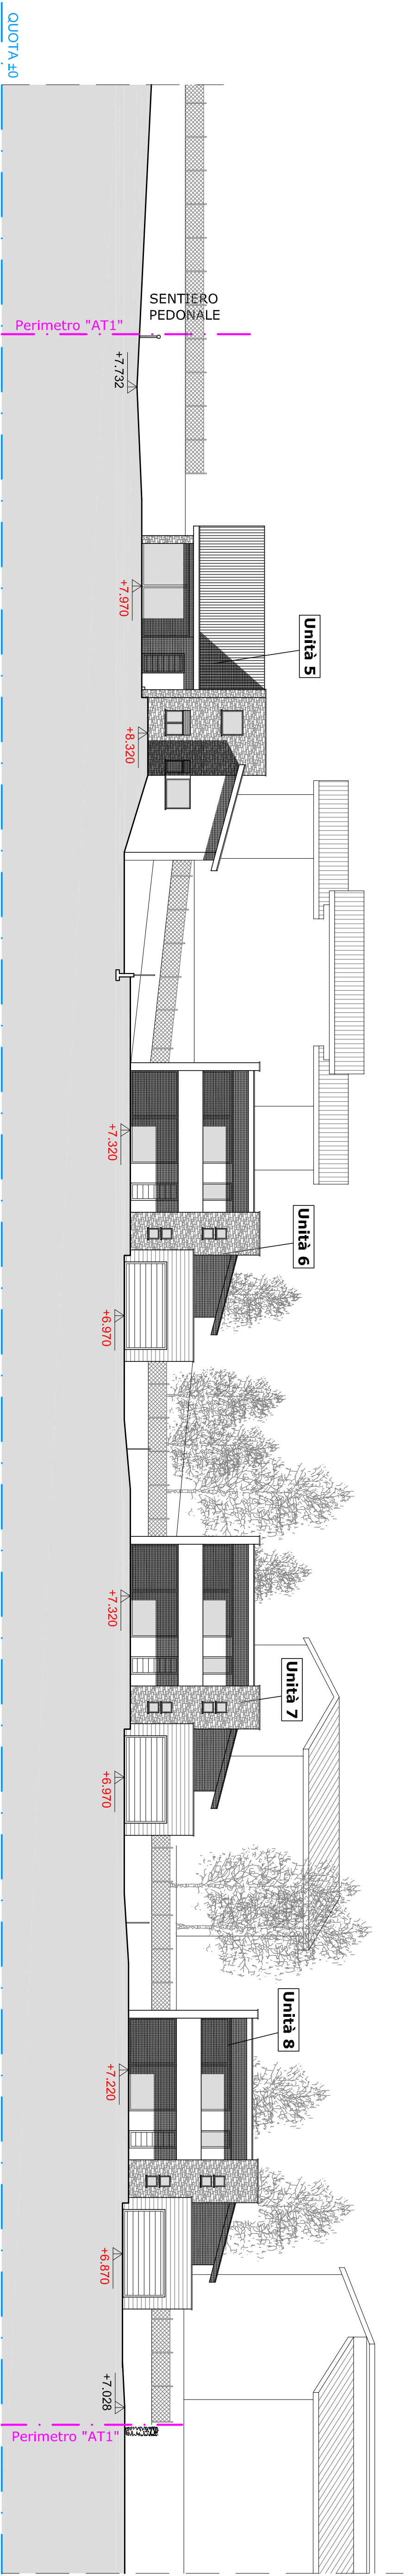 QUOTA ±0
Perimetro "AT1"
SENTIERO
PEDONALE
+7.732
+7.970
Unità 5
+8.320
+7.320
Unità 6
+6.970
+7.320
Unità 7
+6.970
Unità 8
+7.220
+6.870
+7.028
Perimetro "AT1"